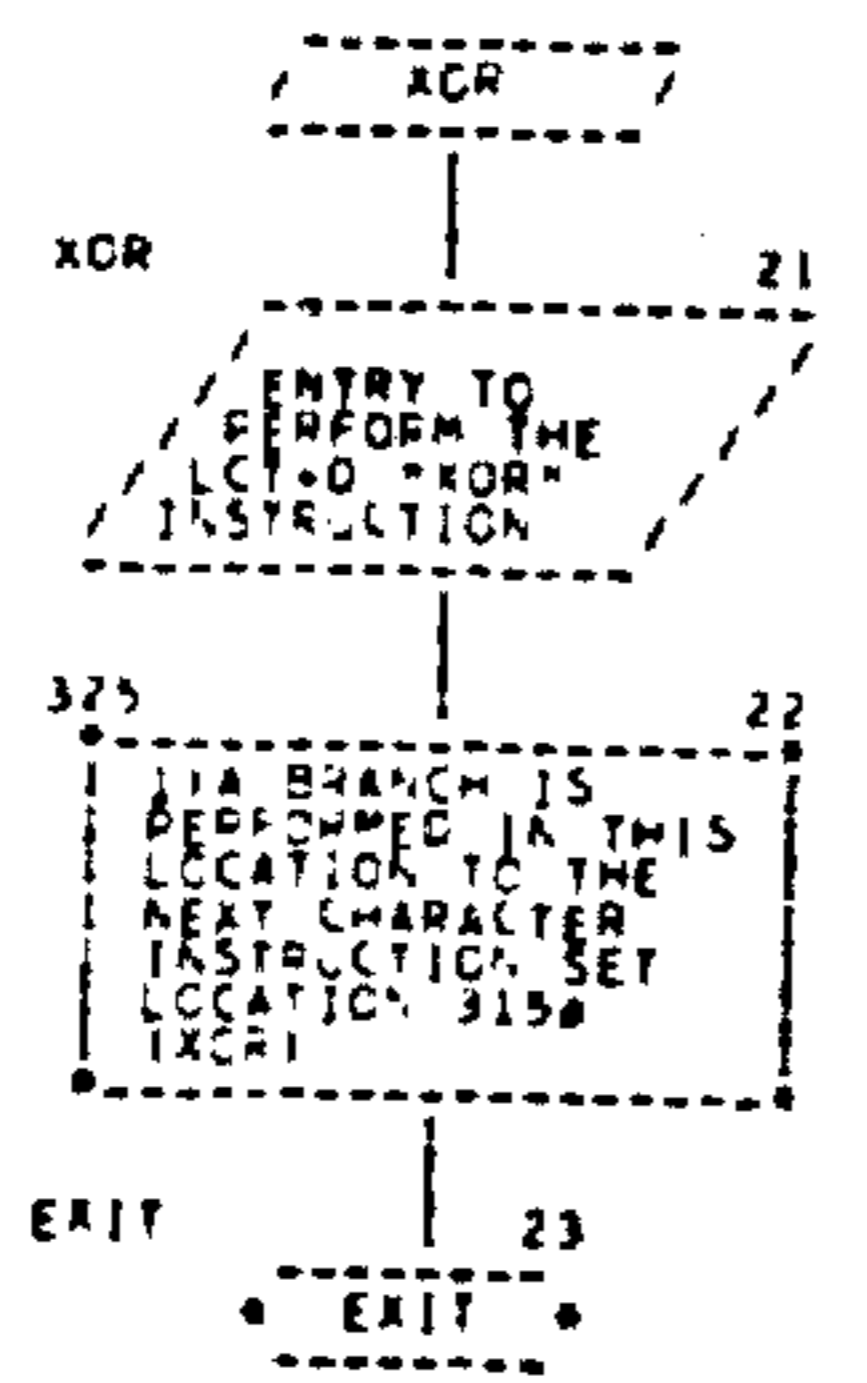 XOR
XOR
21
ENTRY TO
PERFORM THE
"XOR"
INSTRUCTION
325
22
BRANCH IS
PERFORMED IN THIS
LOCATION TO THE
NEXT CHARACTER
INSTRUCTION SET
LOCATION 315
EXIT
23
EXIT